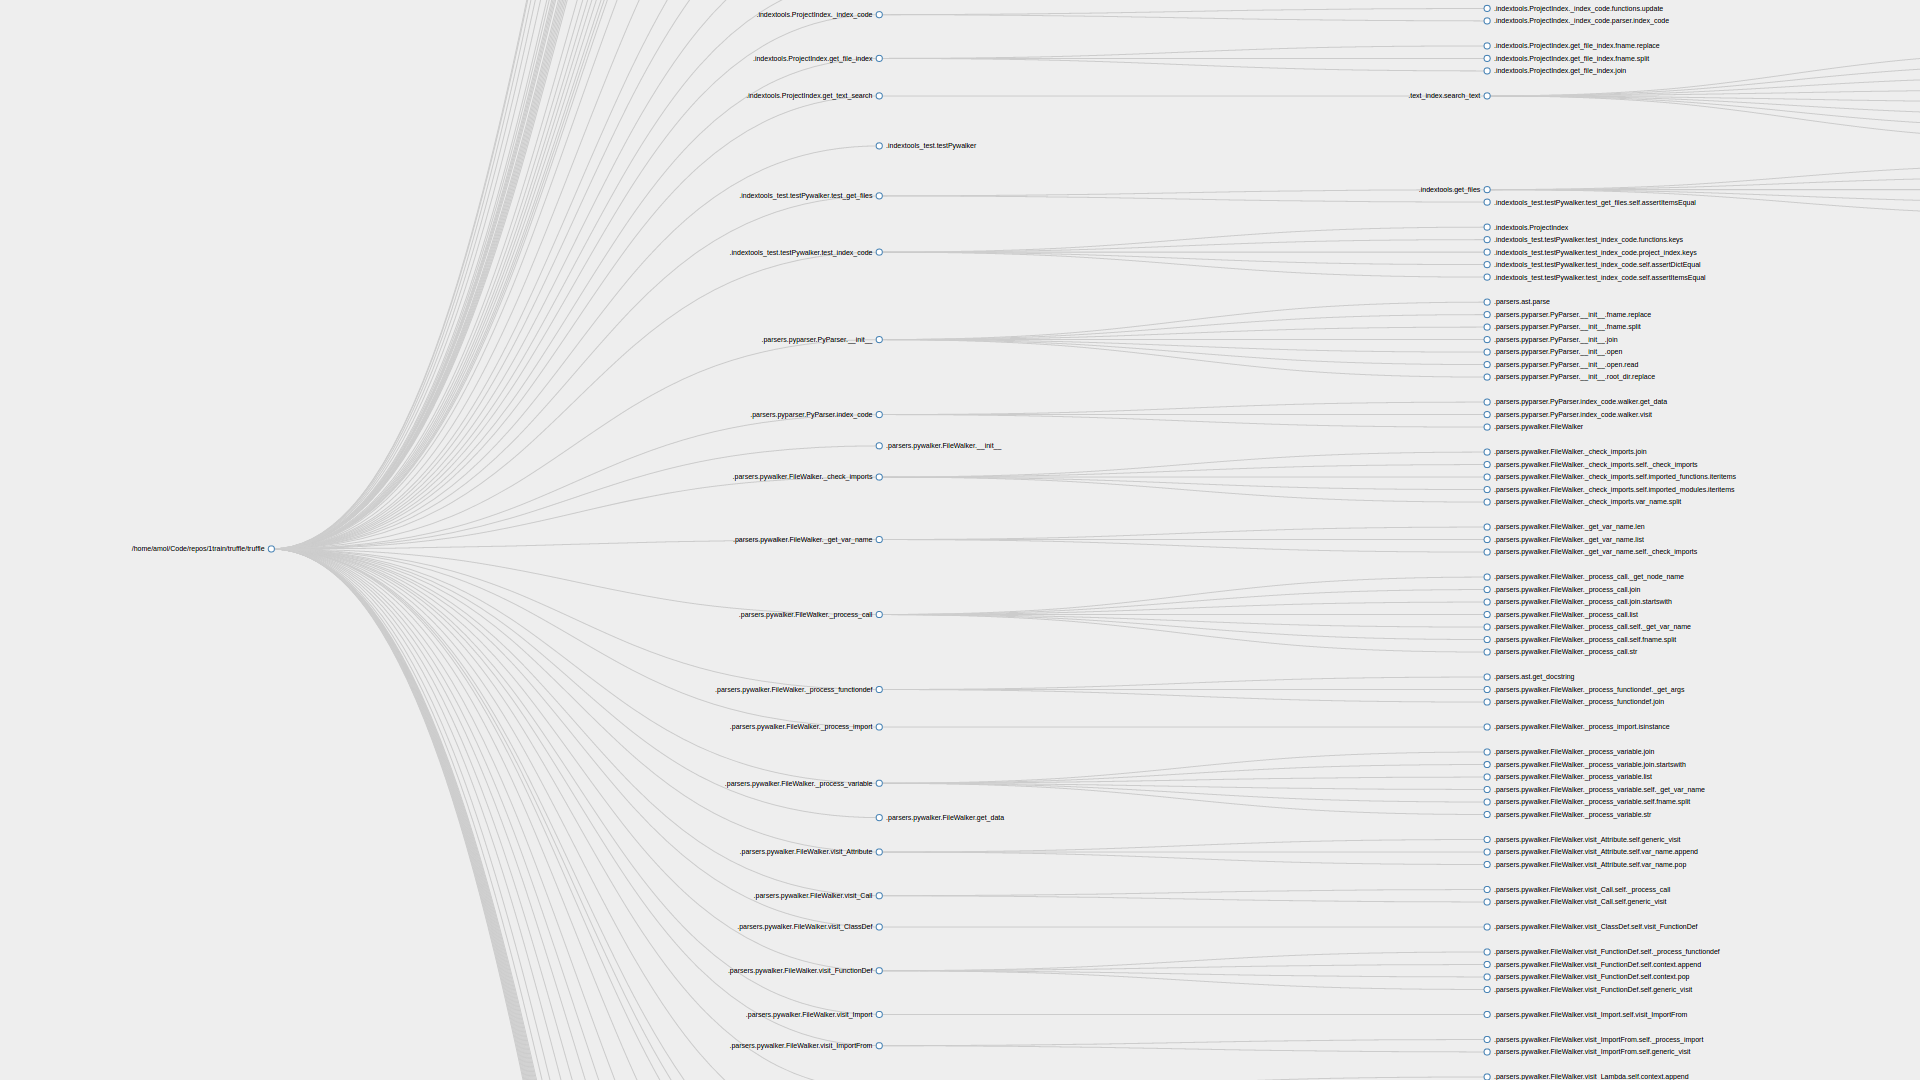 /home/amol/Code/repos/1train/truffle/truffle
.indextools.ProjectIndex._index_code
.indextools.ProjectIndex._index_code.functions.update
.indextools.ProjectIndex._index_code.parser.index_code
.indextools.ProjectIndex.get_file_index
.indextools.ProjectIndex.get_file_index.fname.replace
.indextools.ProjectIndex.get_file_index.fname.split
.indextools.ProjectIndex.get_file_index.join
.indextools.ProjectIndex.get_text_search
.text_index.search_text
.indextools_test.testPywalker
.indextools_test.testPywalker.test_get_files
.indextools.get_files
.indextools_test.testPywalker.test_get_files.self.assertItemsEqual
.indextools_test.testPywalker.test_index_code
.indextools.ProjectIndex
.indextools_test.testPywalker.test_index_code.functions.keys
.indextools_test.testPywalker.test_index_code.project_index.keys
.indextools_test.testPywalker.test_index_code.self.assertDictEqual
.indextools_test.testPywalker.test_index_code.self.assertItemsEqual
.parsers.pyparser.PyParser.__init__
.parsers.ast.parse
.parsers.pyparser.PyParser.__init__.fname.replace
.parsers.pyparser.PyParser.__init__.fname.split
.parsers.pyparser.PyParser.__init__.join
.parsers.pyparser.PyParser.__init__.open
.parsers.pyparser.PyParser.__init__.open.read
.parsers.pyparser.PyParser.__init__.root_dir.replace
.parsers.pyparser.PyParser.index_code
.parsers.pyparser.PyParser.index_code.walker.get_data
.parsers.pyparser.PyParser.index_code.walker.visit
.parsers.pywalker.FileWalker
.parsers.pywalker.FileWalker.__init__
.parsers.pywalker.FileWalker._check_imports
.parsers.pywalker.FileWalker._check_imports.join
.parsers.pywalker.FileWalker._check_imports.self._check_imports
.parsers.pywalker.FileWalker._check_imports.self.imported_functions.iteritems
.parsers.pywalker.FileWalker._check_imports.self.imported_modules.iteritems
.parsers.pywalker.FileWalker._check_imports.var_name.split
.parsers.pywalker.FileWalker._get_var_name
.parsers.pywalker.FileWalker._get_var_name.len
.parsers.pywalker.FileWalker._get_var_name.list
.parsers.pywalker.FileWalker._get_var_name.self._check_imports
.parsers.pywalker.FileWalker._process_call
.parsers.pywalker.FileWalker._process_call._get_node_name
.parsers.pywalker.FileWalker._process_call.join
.parsers.pywalker.FileWalker._process_call.join.startswith
.parsers.pywalker.FileWalker._process_call.list
.parsers.pywalker.FileWalker._process_call.self._get_var_name
.parsers.pywalker.FileWalker._process_call.self.fname.split
.parsers.pywalker.FileWalker._process_call.str
.parsers.pywalker.FileWalker._process_functiondef
.parsers.ast.get_docstring
.parsers.pywalker.FileWalker._process_functiondef._get_args
.parsers.pywalker.FileWalker._process_functiondef.join
.parsers.pywalker.FileWalker._process_import
.parsers.pywalker.FileWalker._process_import.isinstance
.parsers.pywalker.FileWalker._process_variable
.parsers.pywalker.FileWalker._process_variable.join
.parsers.pywalker.FileWalker._process_variable.join.startswith
.parsers.pywalker.FileWalker._process_variable.list
.parsers.pywalker.FileWalker._process_variable.self._get_var_name
.parsers.pywalker.FileWalker._process_variable.self.fname.split
.parsers.pywalker.FileWalker._process_variable.str
.parsers.pywalker.FileWalker.get_data
.parsers.pywalker.FileWalker.visit_Attribute
.parsers.pywalker.FileWalker.visit_Attribute.self.generic_visit
.parsers.pywalker.FileWalker.visit_Attribute.self.var_name.append
.parsers.pywalker.FileWalker.visit_Attribute.self.var_name.pop
.parsers.pywalker.FileWalker.visit_Call
.parsers.pywalker.FileWalker.visit_Call.self._process_call
.parsers.pywalker.FileWalker.visit_Call.self.generic_visit
.parsers.pywalker.FileWalker.visit_ClassDef
.parsers.pywalker.FileWalker.visit_ClassDef.self.visit_FunctionDef
.parsers.pywalker.FileWalker.visit_FunctionDef
.parsers.pywalker.FileWalker.visit_FunctionDef.self._process_functiondef
.parsers.pywalker.FileWalker.visit_FunctionDef.self.context.append
.parsers.pywalker.FileWalker.visit_FunctionDef.self.context.pop
.parsers.pywalker.FileWalker.visit_FunctionDef.self.generic_visit
.parsers.pywalker.FileWalker.visit_Import
.parsers.pywalker.FileWalker.visit_Import.self.visit_ImportFrom
.parsers.pywalker.FileWalker.visit_ImportFrom
.parsers.pywalker.FileWalker.visit_ImportFrom.self._process_import
.parsers.pywalker.FileWalker.visit_ImportFrom.self.generic_visit
.parsers.pywalker.FileWalker.visit_Lambda.self.context.append